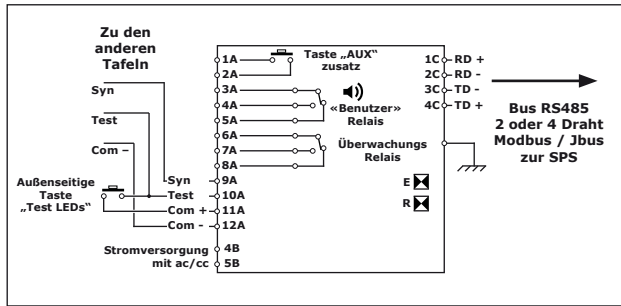 Zu den
anderen
Tafeln
Syn
Test
Com –
Außenseitige
Taste
„Test LEDs“
Syn
Test
Com +
Com -
Stromversorgung
mit ac/cc
1A
2A
3A
4A
5A
6A
7A
8A
9A
10A
11A
12A
4B
5B
Taste „AUX“
zusatz
«Benutzer»
Relais
Überwachungs
Relais
E
R
1C RD +
2C RD -
3C TD -
4C TD +
Bus RS485
2 oder 4 Draht
Modbus / Jbus
zur SPS